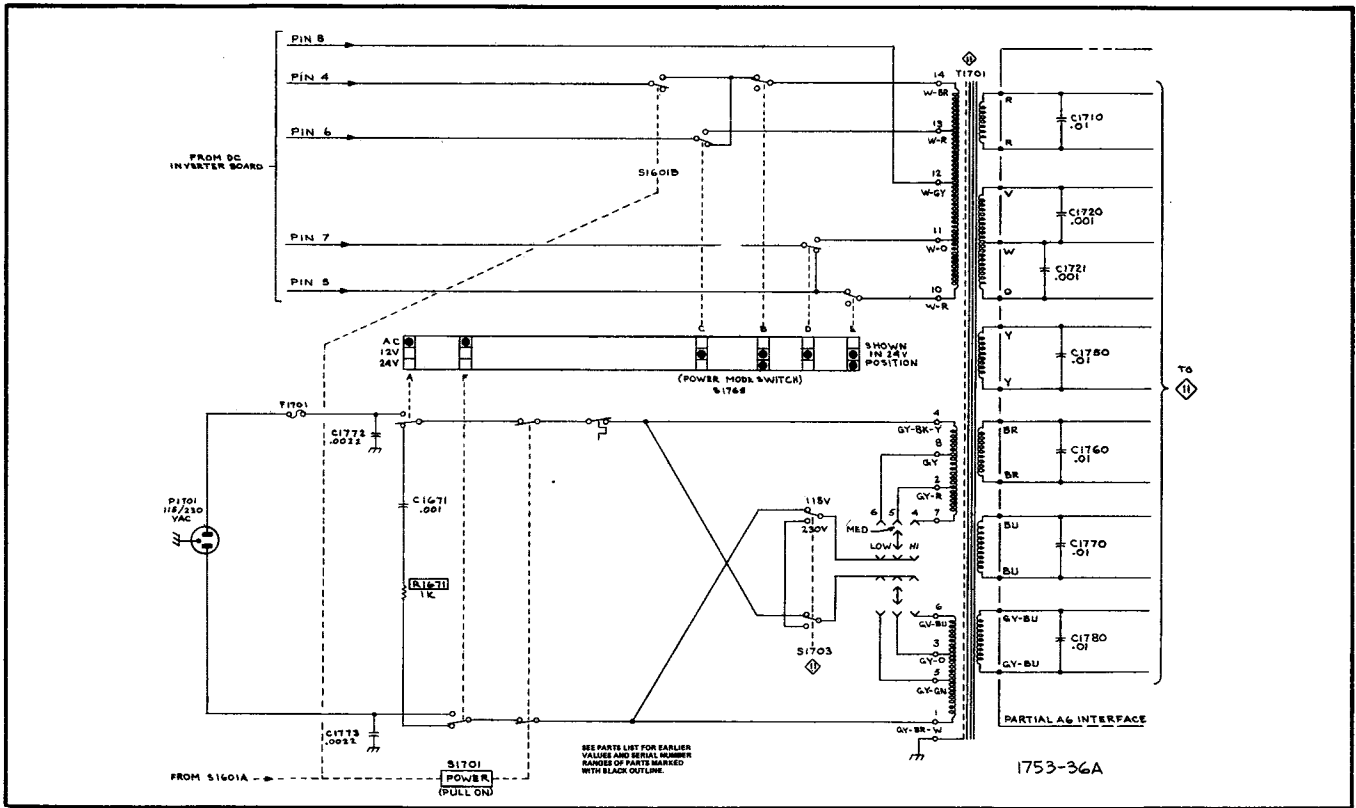 PIN 8
PIN 4
PIN 6
FROM DC
INVERTER BOARD
S1601B
PIN 7
PIN 5
14
W-BR
13
W-R
12
W-GY
11
W-O
10
W-R
11
T1701
R
R
C1710
.01
V
C1720
.001
W
C1721
.001
O
Y
C1750
.01
Y
BR
C1760
.01
BR
BU
C1770
.01
BU
GY-BU
C1780
.01
GY-BU
TO
11
PARTIAL A6 INTERFACE
C B D E
AC
12V
24V
SHOWN
IN 24V
POSITION
A F
(POWER MODE SWITCH)
S1765
F1701
C1772
.0022
P1701
115/230
VAC
C1671
.001
R1671
1K
C1773
.0022
4
GY-BK-Y
8
GY
2
GY-R
7
6 5 4
MED
LOW HI
115V
230V
S1703
11
6
GY-BU
3
GY-O
5
GY-GN
1
GY-BR-W
FROM S1601A
S1701
POWER
(PULL ON)
SEE PARTS LIST FOR EARLIER
VALUES AND SERIAL NUMBER
RANGES OF PARTS MARKED
WITH BLACK OUTLINE.
1753-36A